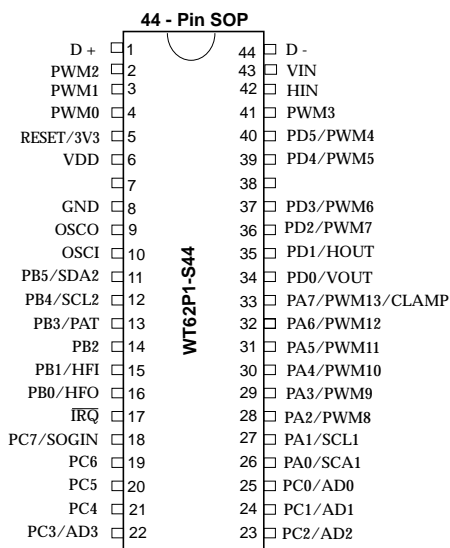 44 - Pin SOP
D + 1 44 D -
PWM2 2 43 VIN
PWM1 3 42 HIN
PWM0 4 41 PWM3
RESET/3V3 5 40 PD5/PWM4
VDD 6 39 PD4/PWM5
7 38
GND 8 37 PD3/PWM6
OSCO 9 36 PD2/PWM7
OSCI 10 35 PD1/HOUT
PB5/SDA2 11 34 PD0/VOUT
PB4/SCL2 12 33 PA7/PWM13/CLAMP
PB3/PAT 13 32 PA6/PWM12
PB2 14 31 PA5/PWM11
PB1/HFI 15 30 PA4/PWM10
PB0/HFO 16 29 PA3/PWM9
IRQ 17 28 PA2/PWM8
PC7/SOGIN 18 27 PA1/SCL1
PC6 19 26 PA0/SCA1
PC5 20 25 PC0/AD0
PC4 21 24 PC1/AD1
PC3/AD3 22 23 PC2/AD2
WT62P1-S44